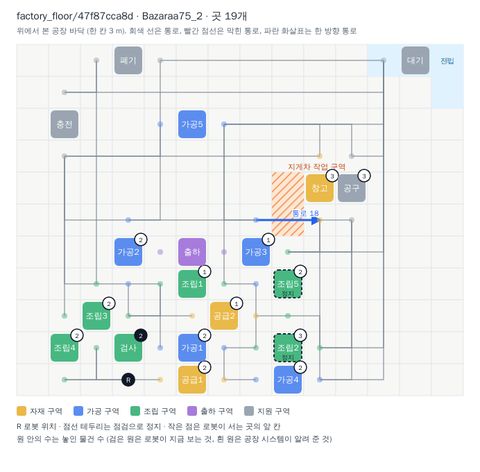 factory_floor/47f87cca8d · Bazaraa75_2 · 곳 19개
위에서 본 공장 바닥 (한 칸 3 m). 회색 선은 통로, 빨간 점선은 막힌 통로, 파란 화살표는 한 방향 통로
폐기
대기
전립
충전
가공5
지게차 작업 구역
3
3
창고
공구
통로 18
2
1
가공2
출하
가공3
1
2
조립1
조립5
정지
2
1
조립3
공급2
2
2
2
3
조립4
검사
가공1
조립2
정지
2
2
R
공급1
가공4
자재 구역
가공 구역
조립 구역
출하 구역
지원 구역
R 로봇 위치 · 점선 테두리는 점검으로 정지 · 작은 점은 로봇이 서는 곳의 앞 칸
원 안의 수는 놓인 물건 수 (검은 원은 로봇이 지금 보는 것, 흰 원은 공장 시스템이 알려 준 것)